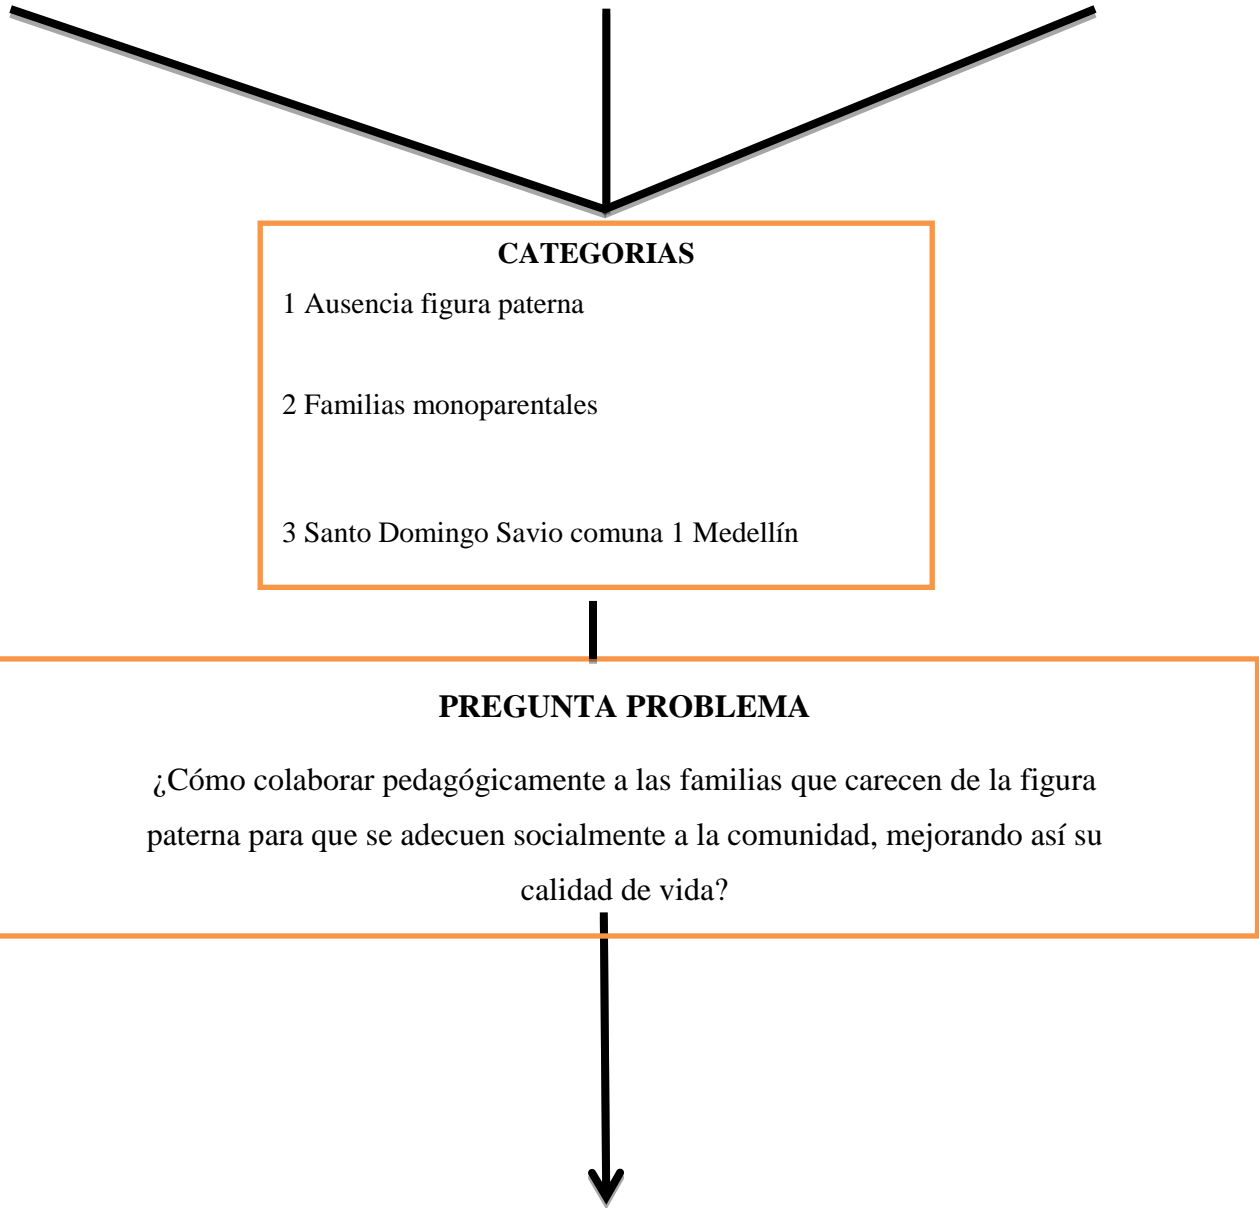 CATEGORIAS
1 Ausencia figura paterna
2 Familias monoparentales
3 Santo Domingo Savio comuna 1 Medellín
PREGUNTA PROBLEMA
¿Cómo colaborar pedagógicamente a las familias que carecen de la figura
paterna para que se adecuen socialmente a la comunidad, mejorando así su
calidad de vida?